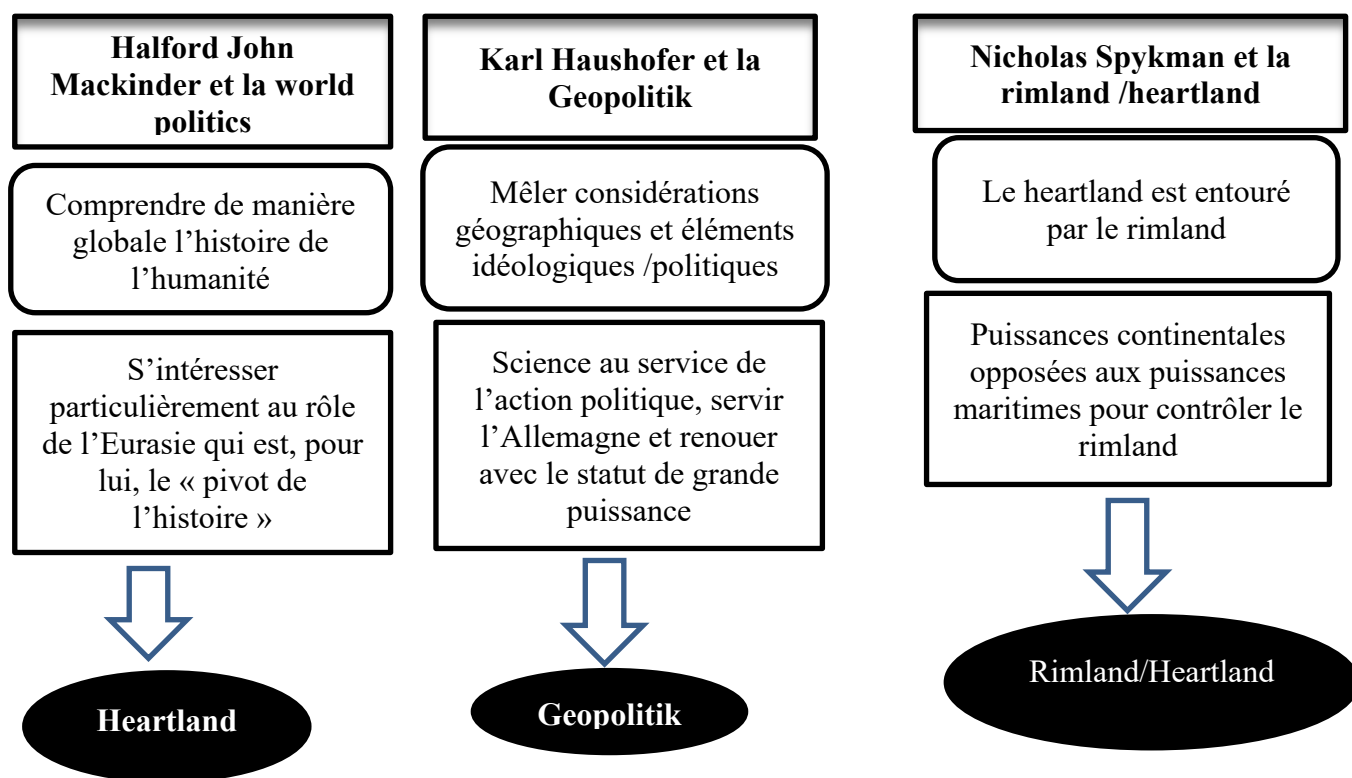 Halford John
Mackinder et la world
politics
Comprendre de manière
globale l’histoire de
l’humanité
S’intéresser
particulièrement au rôle
de l’Eurasie qui est, pour
lui, le « pivot de
l’histoire »
Heartland
Karl Haushofer et la
Geopolitik
Mêler considérations
géographiques et éléments
idéologiques /politiques
Science au service de
l’action politique, servir
l’Allemagne et renouer
avec le statut de grande
puissance
Geopolitik
Nicholas Spykman et la
rimland /heartland
Le heartland est entouré
par le rimland
Puissances continentales
opposées aux puissances
maritimes pour contrôler le
rimland
Rimland/Heartland